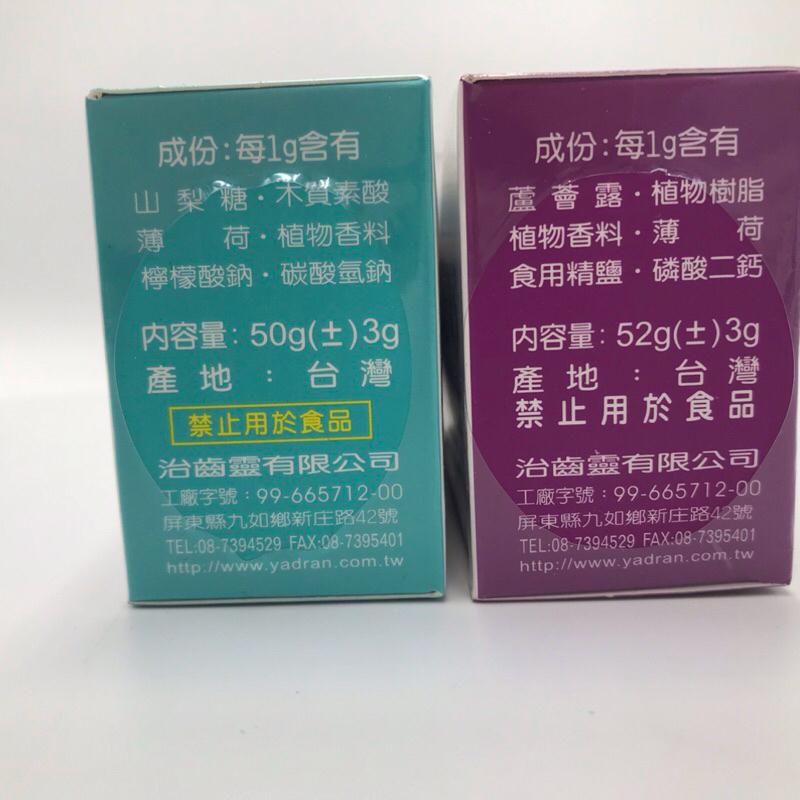 成份:每1g含有
山梨糖·木質素酸
薄荷·植物香料
檸檬酸鈉·碳酸氫鈉
內容量:50g(±)3g
產地:台灣
禁止用於食品
治齒靈有限公司
工廠字號:99-665712-00
屏東縣九如鄉新庄路42號
TEL:08-7394529 FAX:08-7395401
http://www.yadran.com.tw
成份:每1g含有
蘆薈露·植物樹脂
植物香料·薄荷
食用精鹽·磷酸二鈣
內容量:52g(±)3g
產地:台灣
禁止用於食品
治齒靈有限公司
工廠字號:99-665712-00
屏東縣九如鄉新庄路42號
TEL:08-7394529 FAX:08-7395401
http://www.yadran.com.tw